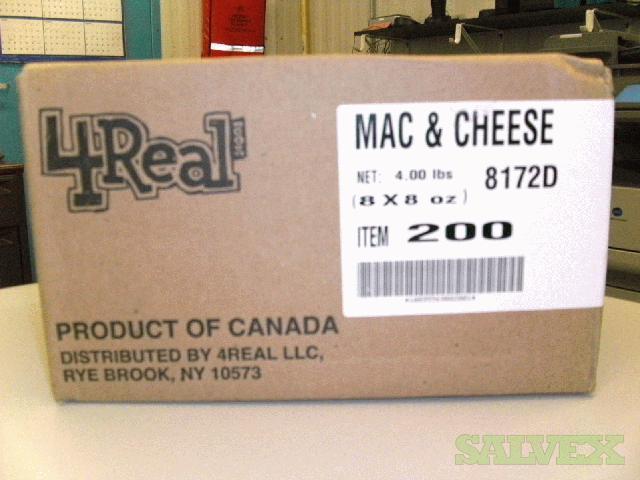 4Real
FOODS
MAC & CHEESE
NET: 4.00 lbs
8172D
(8 X 8 oz)
ITEM 200
PRODUCT OF CANADA
DISTRIBUTED BY 4REAL LLC,
RYE BROOK, NY 10573
SALVEX